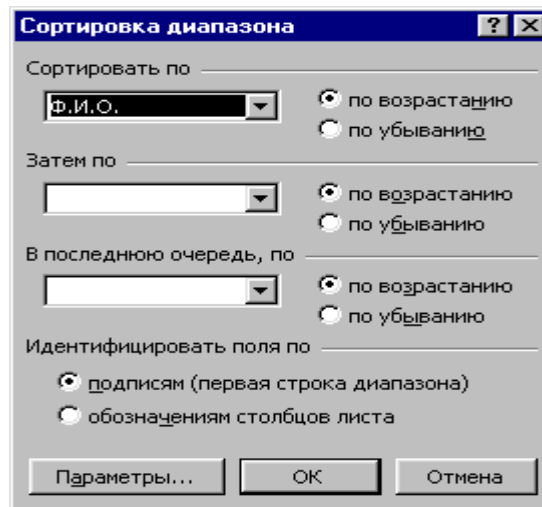 Сортировка диапазона
Сортировать по
Ф.И.О.
по возрастанию
по убыванию
Затем по
по возрастанию
по убыванию
В последнюю очередь, по
по возрастанию
по убыванию
Идентифицировать поля по
подписям (первая строка диапазона)
обозначениям столбцов листа
Параметры... ОК Отмена